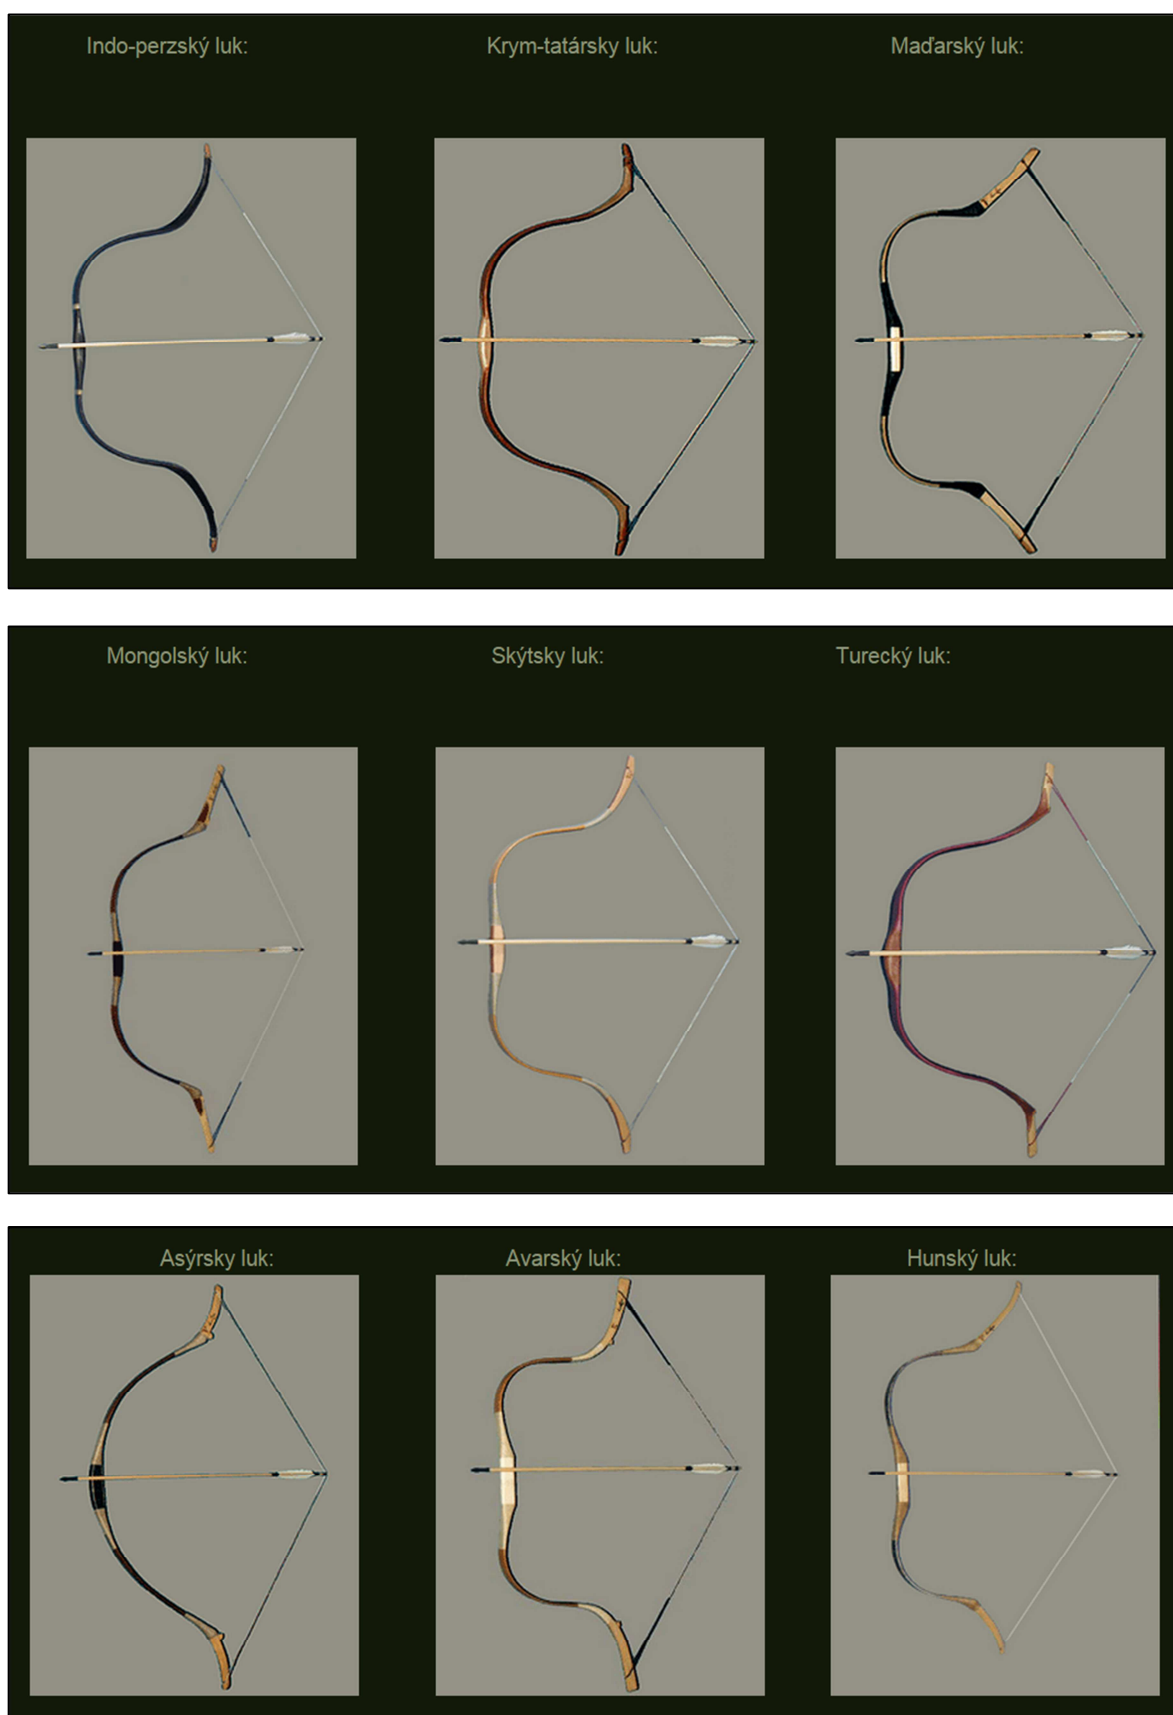 Indo-perzský luk:
Krym-tatársky luk:
Maďarský luk:
Mongolský luk:
Skýtsky luk:
Turecký luk:
Asýrsky luk:
Avarský luk:
Hunský luk: